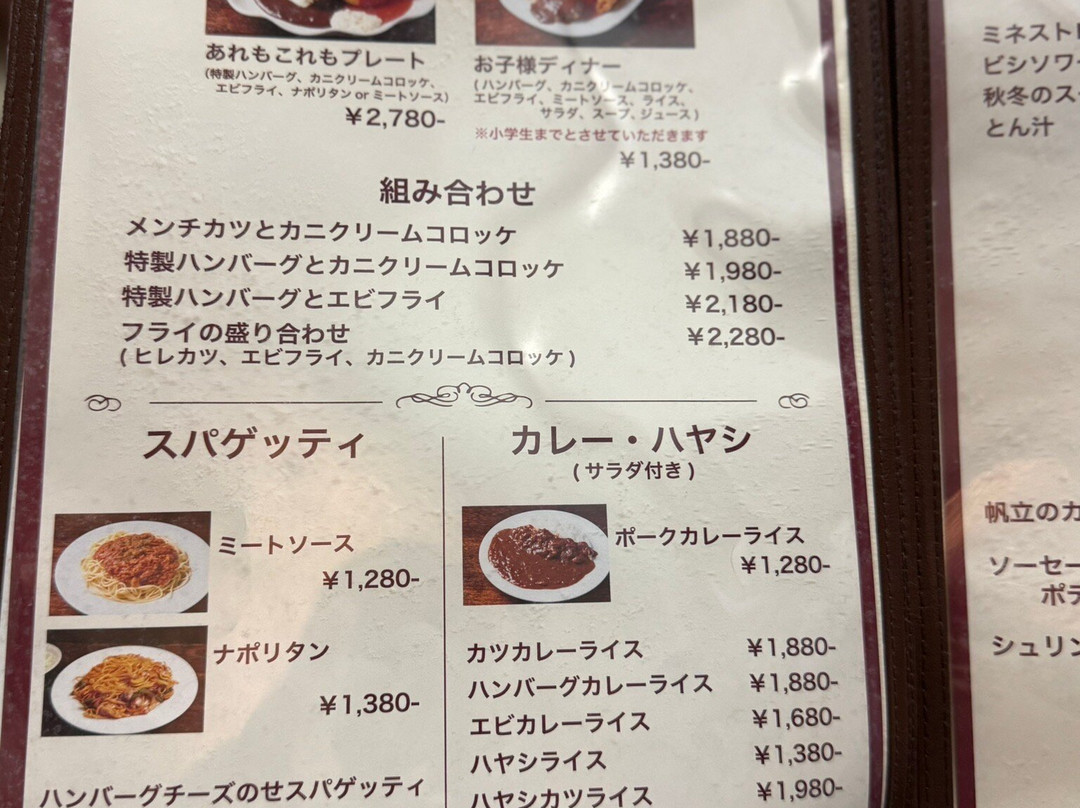 あれもこれもプレート
(特製ハンバーグ、カニクリームコロッケ、
エビフライ、ナポリタン or ミートソース)
¥2,780-
お子様ディナー
(ハンバーグ、カニクリームコロッケ、
エビフライ、ミートソース、ライス、
サラダ、スープ、ジュース)
※小学生までとさせていただきます
¥1,380-
組み合わせ
メンチカツとカニクリームコロッケ ¥1,880-
特製ハンバーグとカニクリームコロッケ ¥1,980-
特製ハンバーグとエビフライ ¥2,180-
フライの盛り合わせ ¥2,280-
(ヒレカツ、エビフライ、カニクリームコロッケ)
スパゲッティ
ミートソース
¥1,280-
ナポリタン
¥1,380-
ハンバーグチーズのせスパゲッティ
カレー・ハヤシ
(サラダ付き)
ポークカレーライス
¥1,280-
カツカレーライス ¥1,880-
ハンバーグカレーライス ¥1,880-
エビカレーライス ¥1,680-
ハヤシライス ¥1,380-
ハヤシカツライス ¥1,980-
ミネスト
ビシソワ
秋冬のス
とん汁
帆立の
ソーセー
ポテ
シュリン